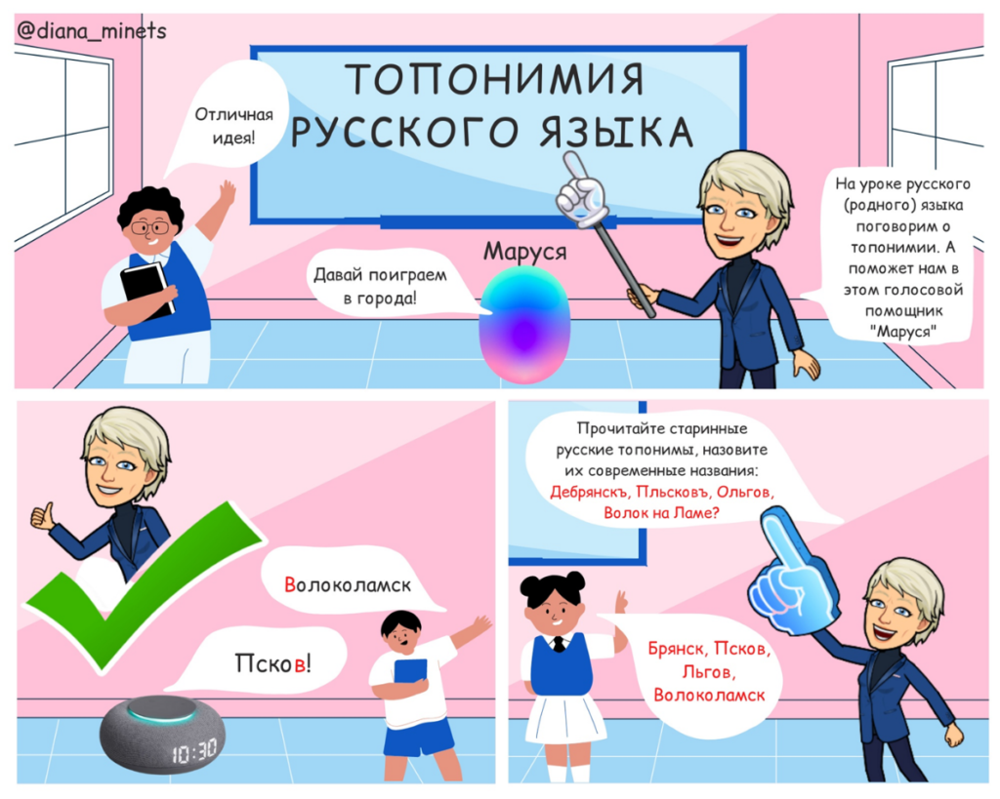 @diana_minets
ТОПОНИМИЯ
РУССКОГО ЯЗЫКА
Отличная
идея!
На уроке русского
(родного) языка
поговорим о
топонимии. А
поможет нам в
этом голосовой
помощник
"Маруся"
Маруся
Давай поиграем
в города!
Псков!
Волоколамск
10:30
Прочитайте старинные
русские топонимы, назовите
их современные названия:
Дебрянскъ, Пльсковъ, Ольгов,
Волок на Ламе?
Брянск, Псков,
Льгов,
Волоколамск